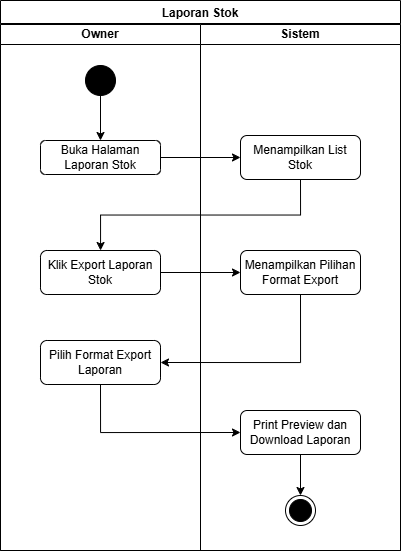 Laporan Stok
Owner
Sistem
Buka Halaman
Laporan Stok
Menampilkan List
Stok
Klik Export Laporan
Stok
Menampilkan Pilihan
Format Export
Pilih Format Export
Laporan
Print Preview dan
Download Laporan